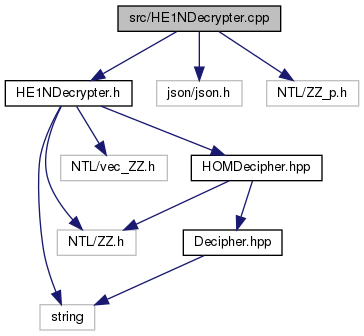 src/HE1NDecrypter.cpp
HE1NDecrypter.h
json/json.h
NTL/ZZ_p.h
NTL/vec_ZZ.h
HOMDecipher.hpp
NTL/ZZ.h
Decipher.hpp
string